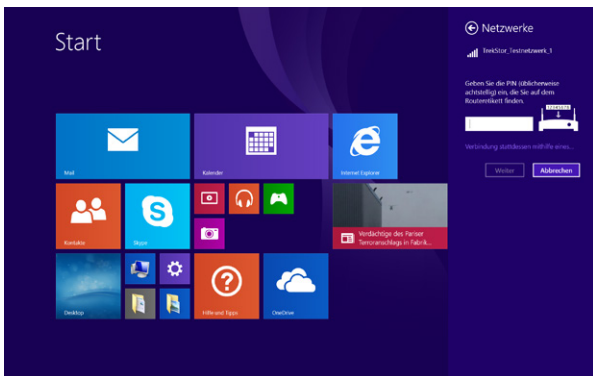 Start
Netzwerke
TrekStor_Testnetzwerk_1
Geben Sie die PIN (üblicherweise
achtstellig) ein, die Sie auf dem
Routeretikett finden.
12345670
Verbindung stattdessen mithilfe eines...
Weiter
Abbrechen
Mail
Kalender
Internet Explorer
Kontakte
Skype
Verdächtige des Pariser
Terroranschlags in Fabrik...
Desktop
Hilfe und Tipps
OneDrive